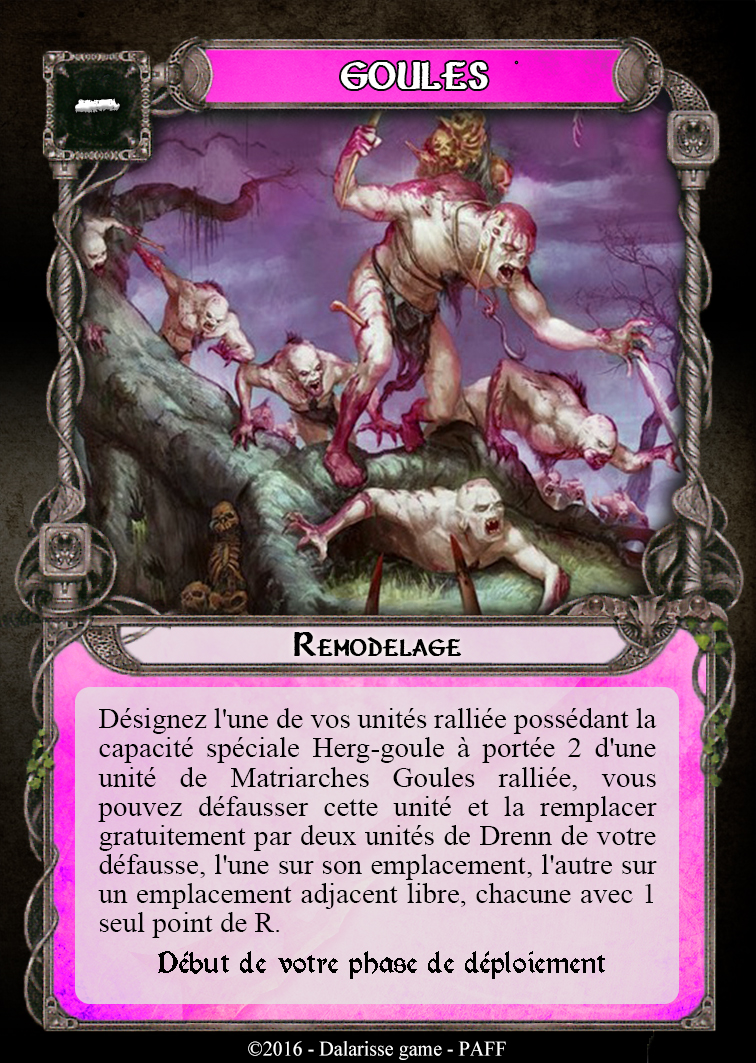 GOULES
-
REMODELAGE
Désignez l'une de vos unités ralliée possédant la
capacité spéciale Herg-goule à portée 2 d'une
unité de Matriarches Goules ralliée, vous
pouvez défausser cette unité et la remplacer
gratuitement par deux unités de Drenn de votre
défausse, l'une sur son emplacement, l'autre sur
un emplacement adjacent libre, chacune avec 1
seul point de R.
Début de votre phase de déploiement
©2016 - Dalarisse game - PAFF